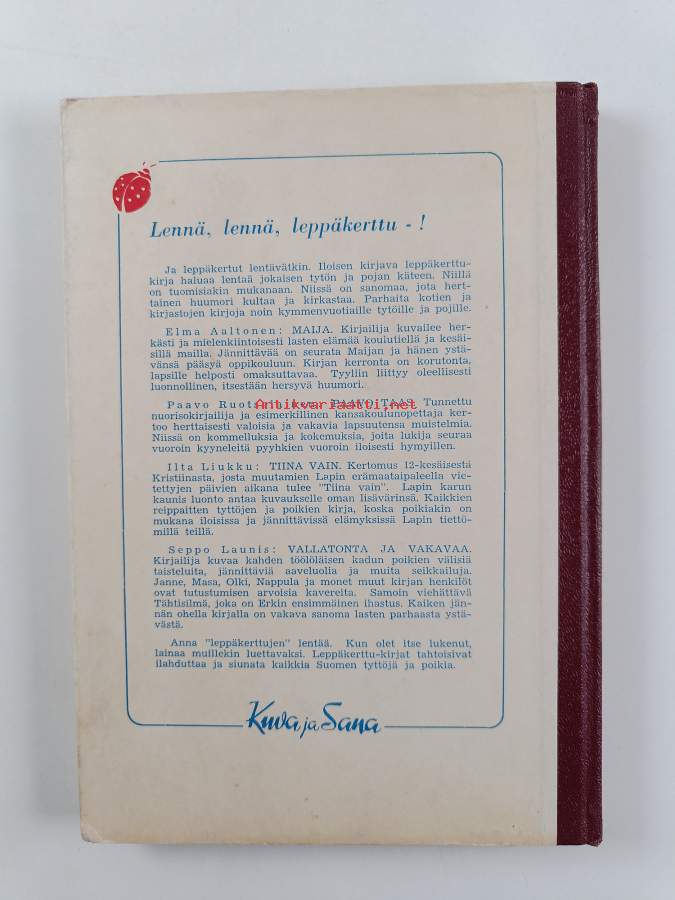 Lennä, lennä, leppäkerttu - !
Ja leppäkertut lentävätkin. Iloisen kirjava leppäkerttu-
kirja haluaa lentää jokaisen tytön ja pojan käteen. Niillä
on tuomisiakin mukanaan. Niissä on sanomaa, jota hert-
tainen huumori kultaa ja kirkastaa. Parhaita kotien ja
kirjastojen kirjoja noin kymmenvuotiaille tytöille ja pojille.
Elma Aaltonen: MAIJA. Kirjailija kuvailee her-
kästi ja mielenkiintoisesti lasten elämää koulutiellä ja kesäi-
sillä mailla. Jännittävää on seurata Maijan ja hänen ystä-
vänsä pääsyä oppikouluun. Kirjan kerronta on korutonta,
lapsille helposti omaksuttavaa. Tyyliin liittyy oleellisesti
luonnollinen, itsestään hersyvä huumori.
Paavo PAAVO TAAS. Tunnettu
Antikvariaatti.net
nuorisokirjailija ja esimerkillinen kansakoulunopettaja ker-
too herttaisesti valoisia ja vakavia lapsuutensa muistelmia.
Niissä on kommelluksia ja kokemuksia, joita lukija seuraa
vuoroin kyyneleitä pyyhkien vuoroin iloisesti hymyillen.
Ilta Liukku: TIINA VAIN. Kertomus 12-kesäisestä
Kristiinasta, josta muutamien Lapin erämaataipaleella vie-
tettyjen päivien aikana tulee "Tiina vain". Lapin karun
kaunis luonto antaa kuvaukselle oman lisävärinsä. Kaikkien
reippaitten tyttöjen ja poikien kirja, koska poikiakin on
mukana iloisissa ja jännittävissä elämyksissä Lapin tiettö-
millä teillä.
Seppo Launis: VALLATONTA JA VAKAVAA.
Kirjailija kuvaa kahden töölöläisen kadun poikien välisiä
taisteluita, jännittäviä aaveluolia ja muita seikkailuja.
Janne, Masa, Olki, Nappula ja monet muut kirjan henkilöt
ovat tutustumisen arvoisia kavereita. Samoin viehättävä
Tähtisilmä, joka on Erkin ensimmäinen ihastus. Kaiken jän-
nän ohella kirjalla on vakava sanoma lasten parhaasta ystä-
västä.
Anna "leppäkerttujen" lentää. Kun olet itse lukenut,
lainaa muillekin luettavaksi. Leppäkerttu-kirjat tahtoisivat
ilahduttaa ja siunata kaikkia Suomen tyttöjä ja poikia.
Kuva ja Sana